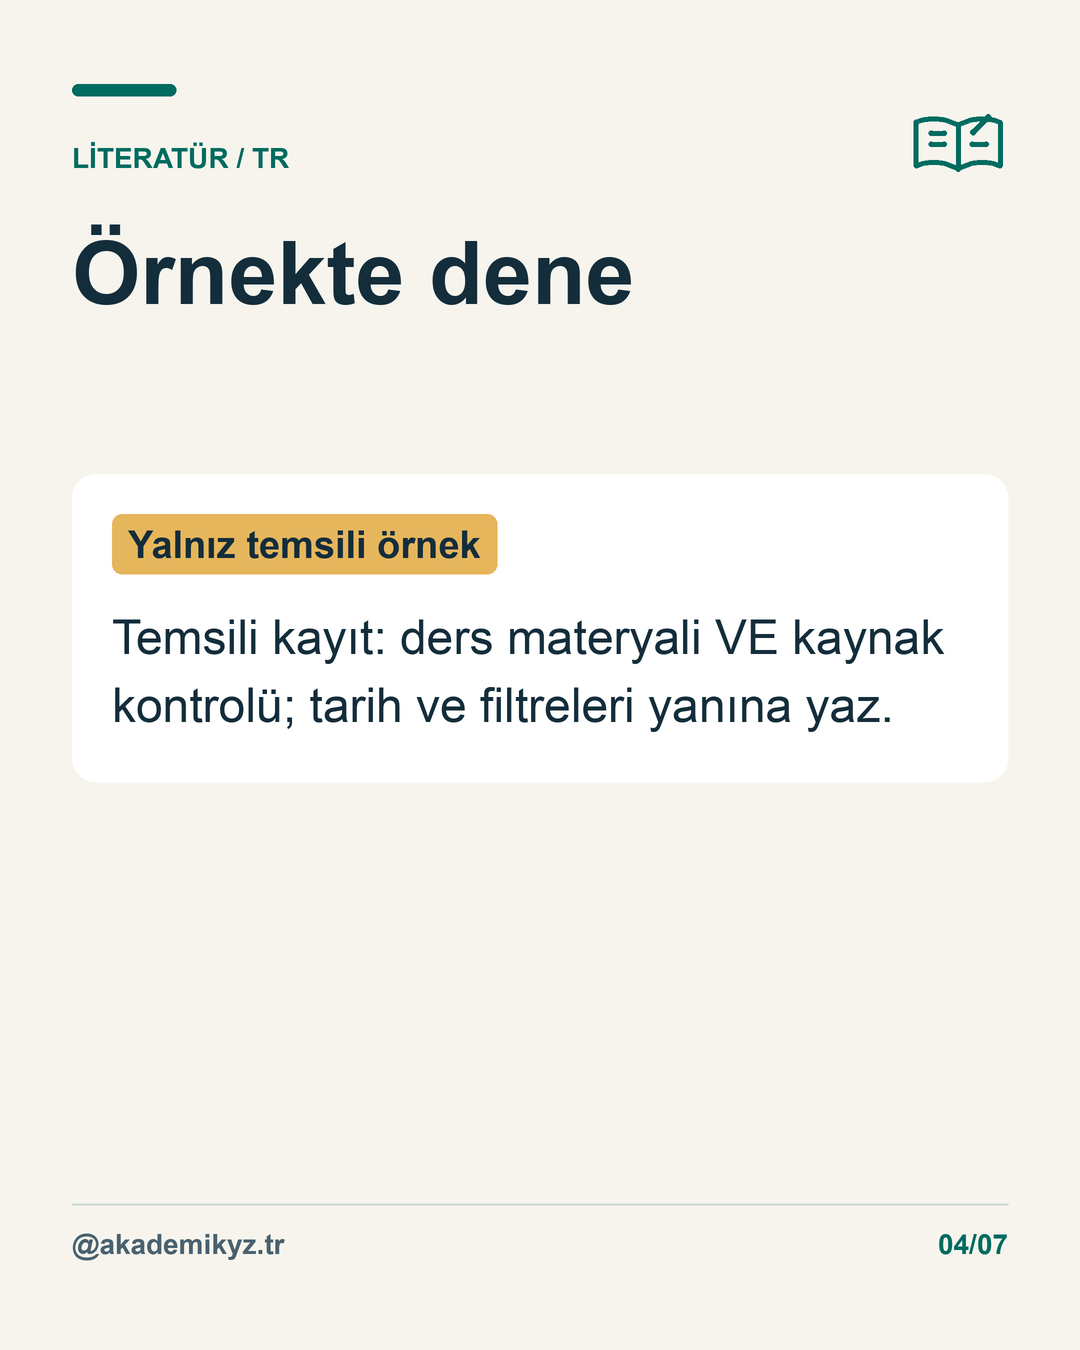 LİTERATÜR / TR
Örnekte dene
Yalnız temsili örnek
Temsili kayıt: ders materyali VE kaynak
kontrolü; tarih ve filtreleri yanına yaz.
@akademikyz.tr
04/07